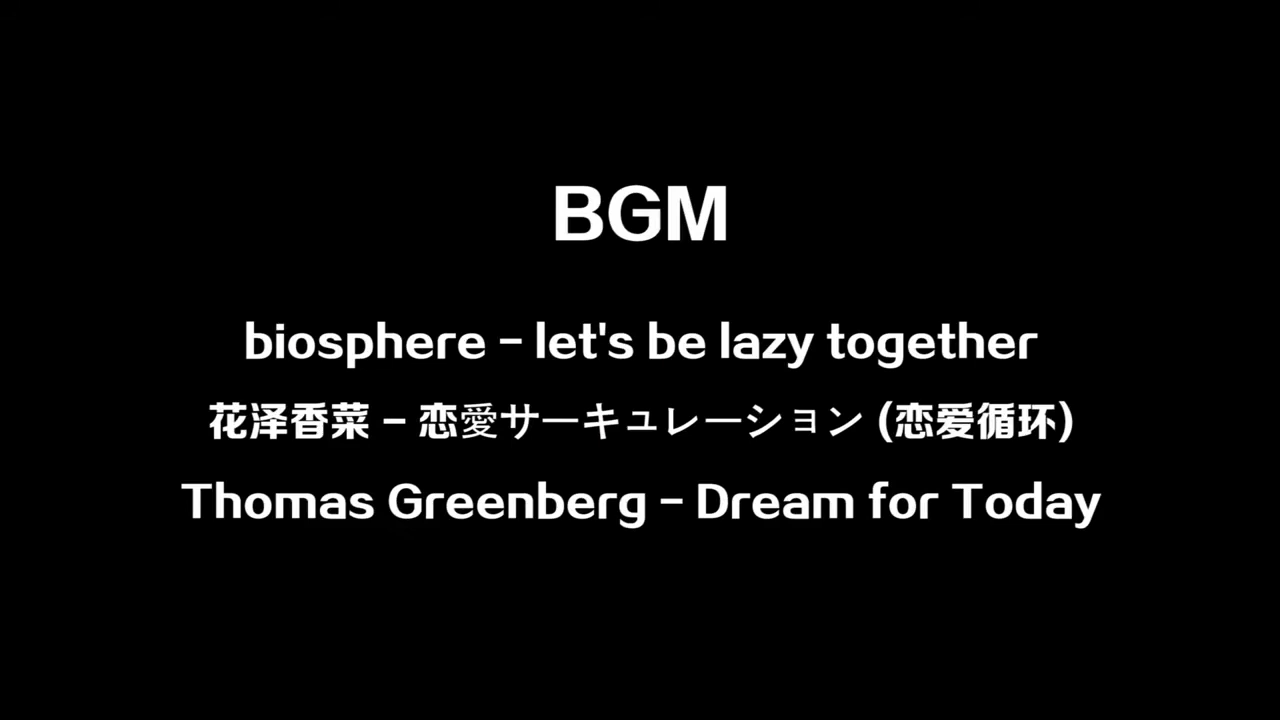 BGM
biosphere - let's be lazy together
花泽香菜 - 恋愛サーキュレーション (恋爱循环)
Thomas Greenberg - Dream for Today